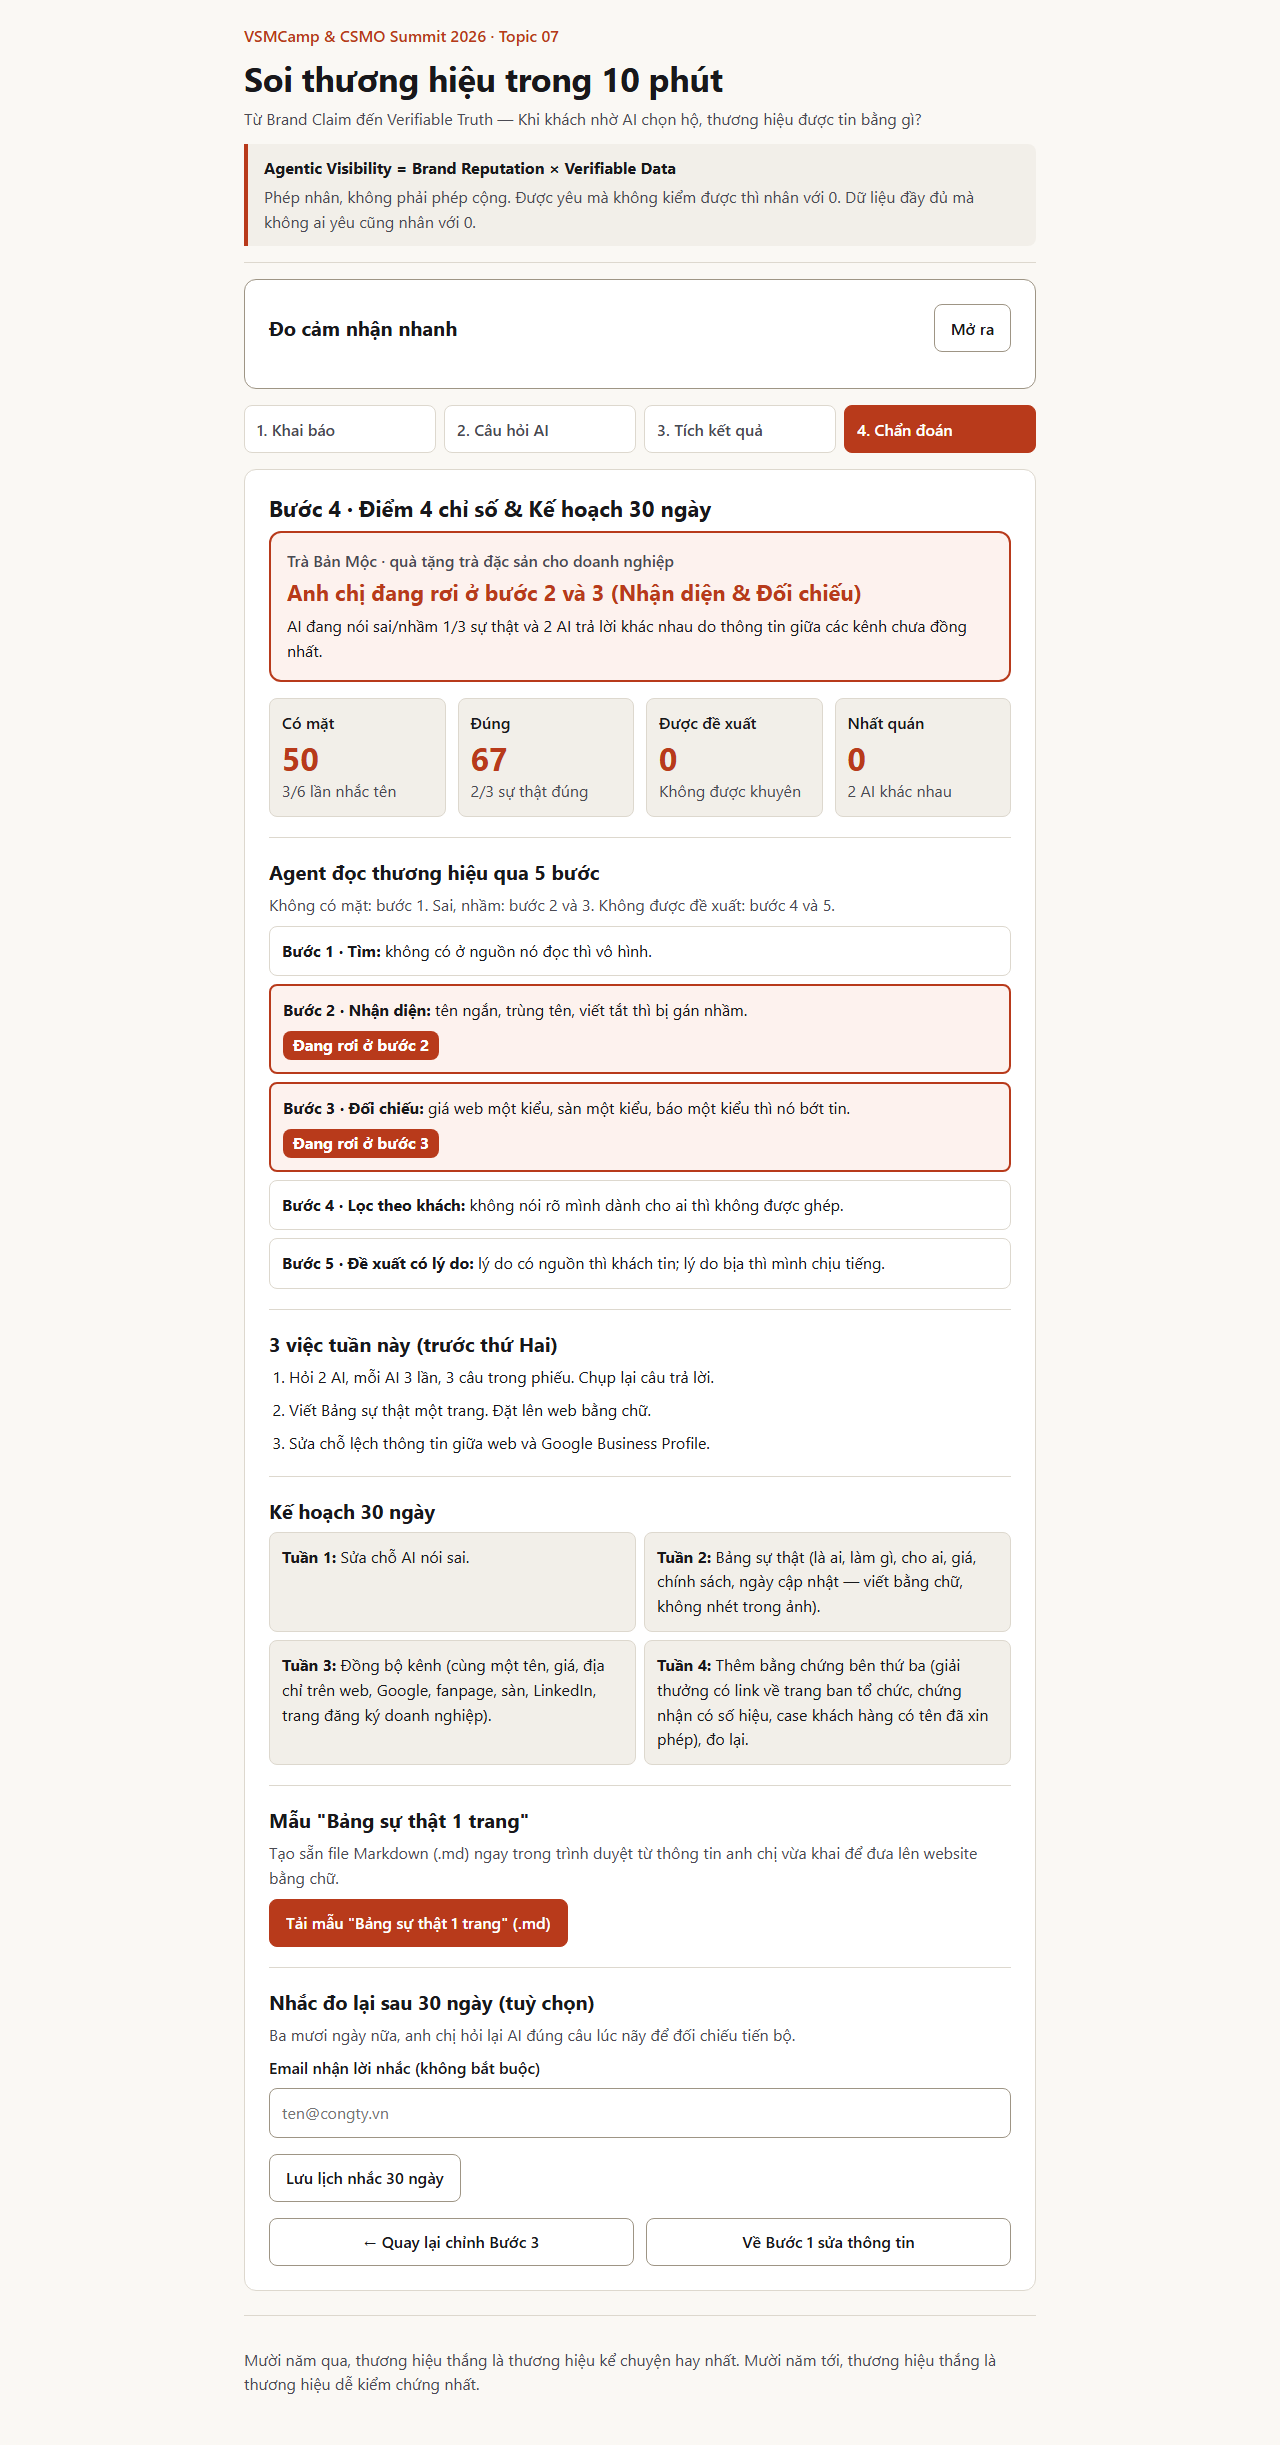 VSMCamp & CSMO Summit 2026 · Topic 07
Soi thương hiệu trong 10 phút
Từ Brand Claim đến Verifiable Truth — Khi khách nhờ AI chọn hộ, thương hiệu được tin bằng gì?
Agentic Visibility = Brand Reputation × Verifiable Data
Phép nhân, không phải phép cộng. Được yêu mà không kiểm được thì nhân với 0. Dữ liệu đầy đủ mà
không ai yêu cũng nhân với 0.
Đo cảm nhận nhanh
Mở ra
1. Khai báo
2. Câu hỏi AI
3. Tích kết quả
4. Chẩn đoán
Bước 4 · Điểm 4 chỉ số & Kế hoạch 30 ngày
Trà Bản Mộc · quà tặng trà đặc sản cho doanh nghiệp
Anh chị đang rơi ở bước 2 và 3 (Nhận diện & Đối chiếu)
AI đang nói sai/nhầm 1/3 sự thật và 2 AI trả lời khác nhau do thông tin giữa các kênh chưa đồng
nhất.
Có mặt
50
3/6 lần nhắc tên
Đúng
67
2/3 sự thật đúng
Được đề xuất
0
Không được khuyên
Nhất quán
0
2 AI khác nhau
Agent đọc thương hiệu qua 5 bước
Không có mặt: bước 1. Sai, nhầm: bước 2 và 3. Không được đề xuất: bước 4 và 5.
Bước 1 · Tìm: không có ở nguồn nó đọc thì vô hình.
Bước 2 · Nhận diện: tên ngắn, trùng tên, viết tắt thì bị gán nhầm.
Đang rơi ở bước 2
Bước 3 · Đối chiếu: giá web một kiểu, sàn một kiểu, báo một kiểu thì nó bớt tin.
Đang rơi ở bước 3
Bước 4 · Lọc theo khách: không nói rõ mình dành cho ai thì không được ghép.
Bước 5 · Đề xuất có lý do: lý do có nguồn thì khách tin; lý do bịa thì mình chịu tiếng.
3 việc tuần này (trước thứ Hai)
1. Hỏi 2 AI, mỗi AI 3 lần, 3 câu trong phiếu. Chụp lại câu trả lời.
2. Viết Bảng sự thật một trang. Đặt lên web bằng chữ.
3. Sửa chỗ lệch thông tin giữa web và Google Business Profile.
Kế hoạch 30 ngày
Tuần 1: Sửa chỗ AI nói sai.
Tuần 2: Bảng sự thật (là ai, làm gì, cho ai, giá,
chính sách, ngày cập nhật — viết bằng chữ,
không nhét trong ảnh).
Tuần 3: Đồng bộ kênh (cùng một tên, giá, địa
chỉ trên web, Google, fanpage, sàn, LinkedIn,
trang đăng ký doanh nghiệp).
Tuần 4: Thêm bằng chứng bên thứ ba (giải
thưởng có link về trang ban tổ chức, chứng
nhận có số hiệu, case khách hàng có tên đã xin
phép), đo lại.
Mẫu "Bảng sự thật 1 trang"
Tạo sẵn file Markdown (.md) ngay trong trình duyệt từ thông tin anh chị vừa khai để đưa lên website
bằng chữ.
Tải mẫu "Bảng sự thật 1 trang" (.md)
Nhắc đo lại sau 30 ngày (tuỳ chọn)
Ba mươi ngày nữa, anh chị hỏi lại AI đúng câu lúc nãy để đối chiếu tiến bộ.
Email nhận lời nhắc (không bắt buộc)
ten@congty.vn
Lưu lịch nhắc 30 ngày
← Quay lại chỉnh Bước 3
Về Bước 1 sửa thông tin
Mười năm qua, thương hiệu thắng là thương hiệu kể chuyện hay nhất. Mười năm tới, thương hiệu thắng là
thương hiệu dễ kiểm chứng nhất.